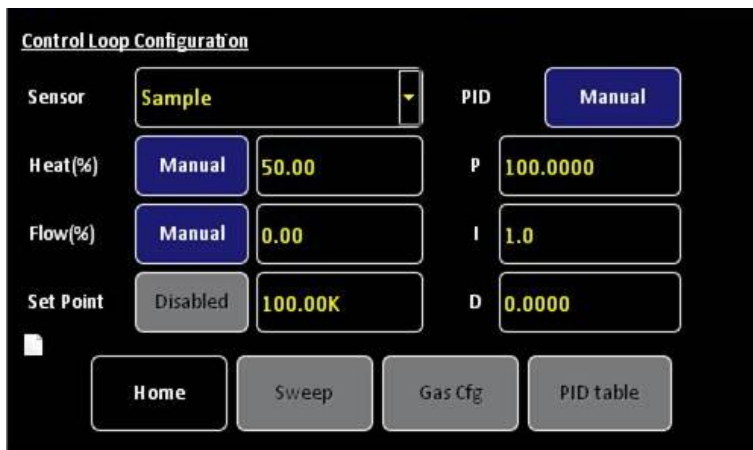 Control Loop Configuration
Sensor Sample PID Manual
Heat(%) Manual 50.00 P 100.0000
Flow(%) Manual 0.00 I 1.0
Set Point Disabled 100.00K D 0.0000
Home Sweep Gas Cfg PID table